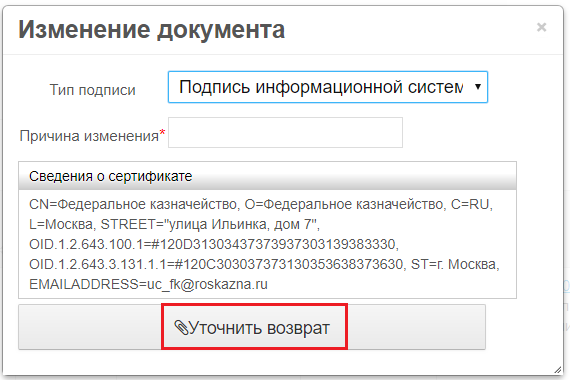 Изменение документа ×
Тип подписи Подпись информационной систем
Причина изменения*
Сведения о сертификате
CN=Федеральное казначейство, O=Федеральное казначейство, C=RU,
L=Москва, STREET="улица Ильинка, дом 7",
OID.1.2.643.100.1=#120D31303437373937303139383330,
OID.1.2.643.3.131.1.1=#120C303037373130353638373630, ST=г. Москва,
EMAILADDRESS=uc_fk@roskazna.ru
Уточнить возврат